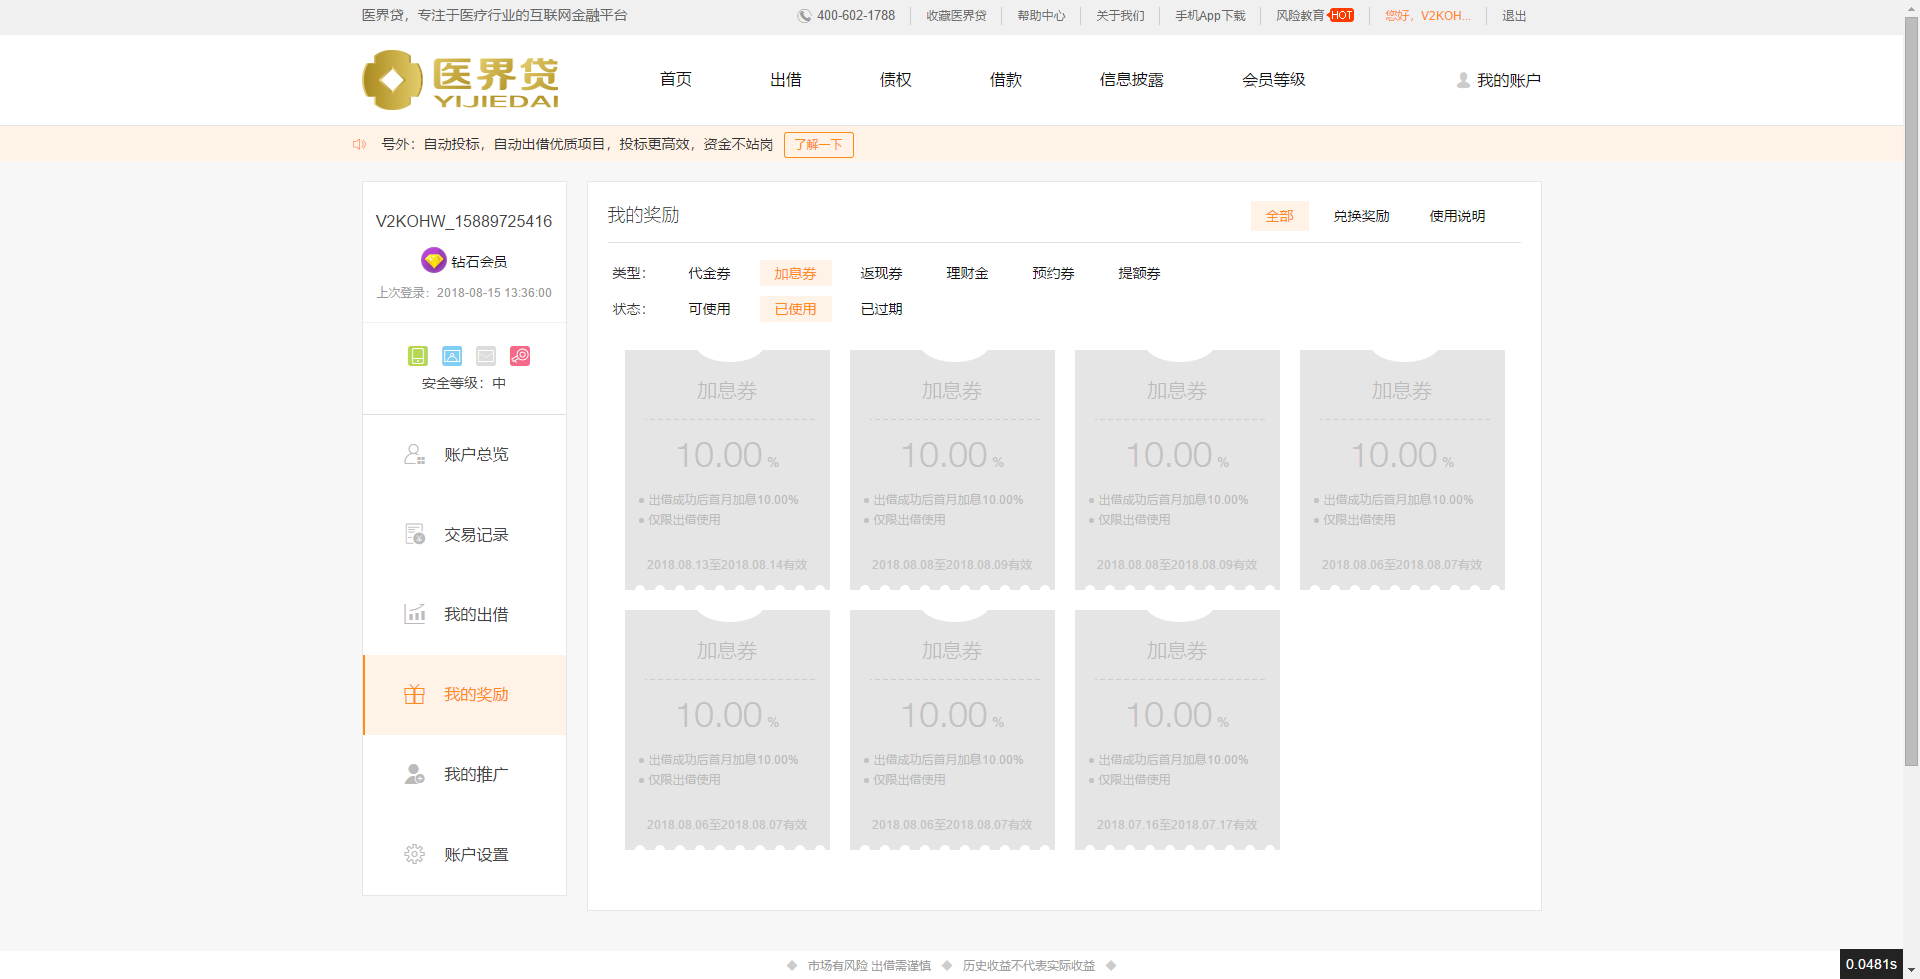 医界贷，专注于医疗行业的互联网金融平台
400-602-1788 收藏医界贷 帮助中心 关于我们 手机App下载 风险教育 HOT 您好，V2KOH... 退出
医界贷
YIJIEDAI
首页 出借 债权 借款 信息披露 会员等级 我的账户
号外：自动投标，自动出借优质项目，投标更高效，资金不站岗 了解一下
V2KOHW_15889725416
钻石会员
上次登录：2018-08-15 13:36:00
安全等级：中
账户总览
交易记录
我的出借
我的奖励
我的推广
账户设置
我的奖励 全部 兑换奖励 使用说明
类型： 代金券 加息券 返现券 理财金 预约券 提额券
状态： 可使用 已使用 已过期
加息券 加息券 加息券 加息券
10.00 % 10.00 % 10.00 % 10.00 %
出借成功后首月加息10.00% 出借成功后首月加息10.00% 出借成功后首月加息10.00% 出借成功后首月加息10.00%
仅限出借使用 仅限出借使用 仅限出借使用 仅限出借使用
2018.08.13至2018.08.14有效 2018.08.08至2018.08.09有效 2018.08.08至2018.08.09有效 2018.08.06至2018.08.07有效
加息券 加息券 加息券
10.00 % 10.00 % 10.00 %
出借成功后首月加息10.00% 出借成功后首月加息10.00% 出借成功后首月加息10.00%
仅限出借使用 仅限出借使用 仅限出借使用
2018.08.06至2018.08.07有效 2018.08.06至2018.08.07有效 2018.07.16至2018.07.17有效
市场有风险 出借需谨慎 历史收益不代表实际收益
0.0481s